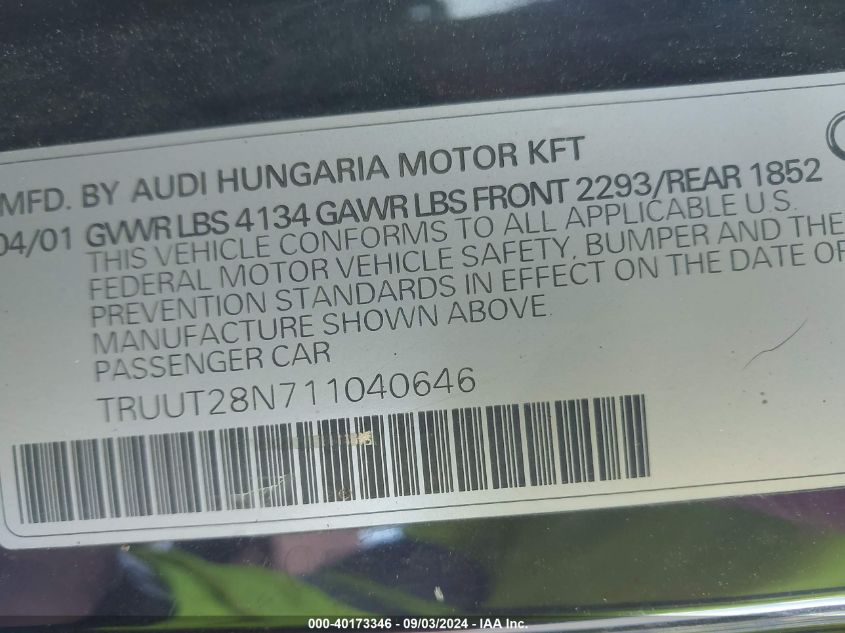 MFD. BY AUDI HUNGARIA MOTOR KFT
04/01 GVWR LBS 4134 GAWR LBS FRONT 2293/REAR 1852
THIS VEHICLE CONFORMS TO ALL APPLICABLE U.S.
FEDERAL MOTOR VEHICLE SAFETY, BUMPER AND THE
PREVENTION STANDARDS IN EFFECT ON THE DATE OF
MANUFACTURE SHOWN ABOVE.
PASSENGER CAR
TRUUT28N711040646
000-40173346 - 09/03/2024 - IAA Inc.